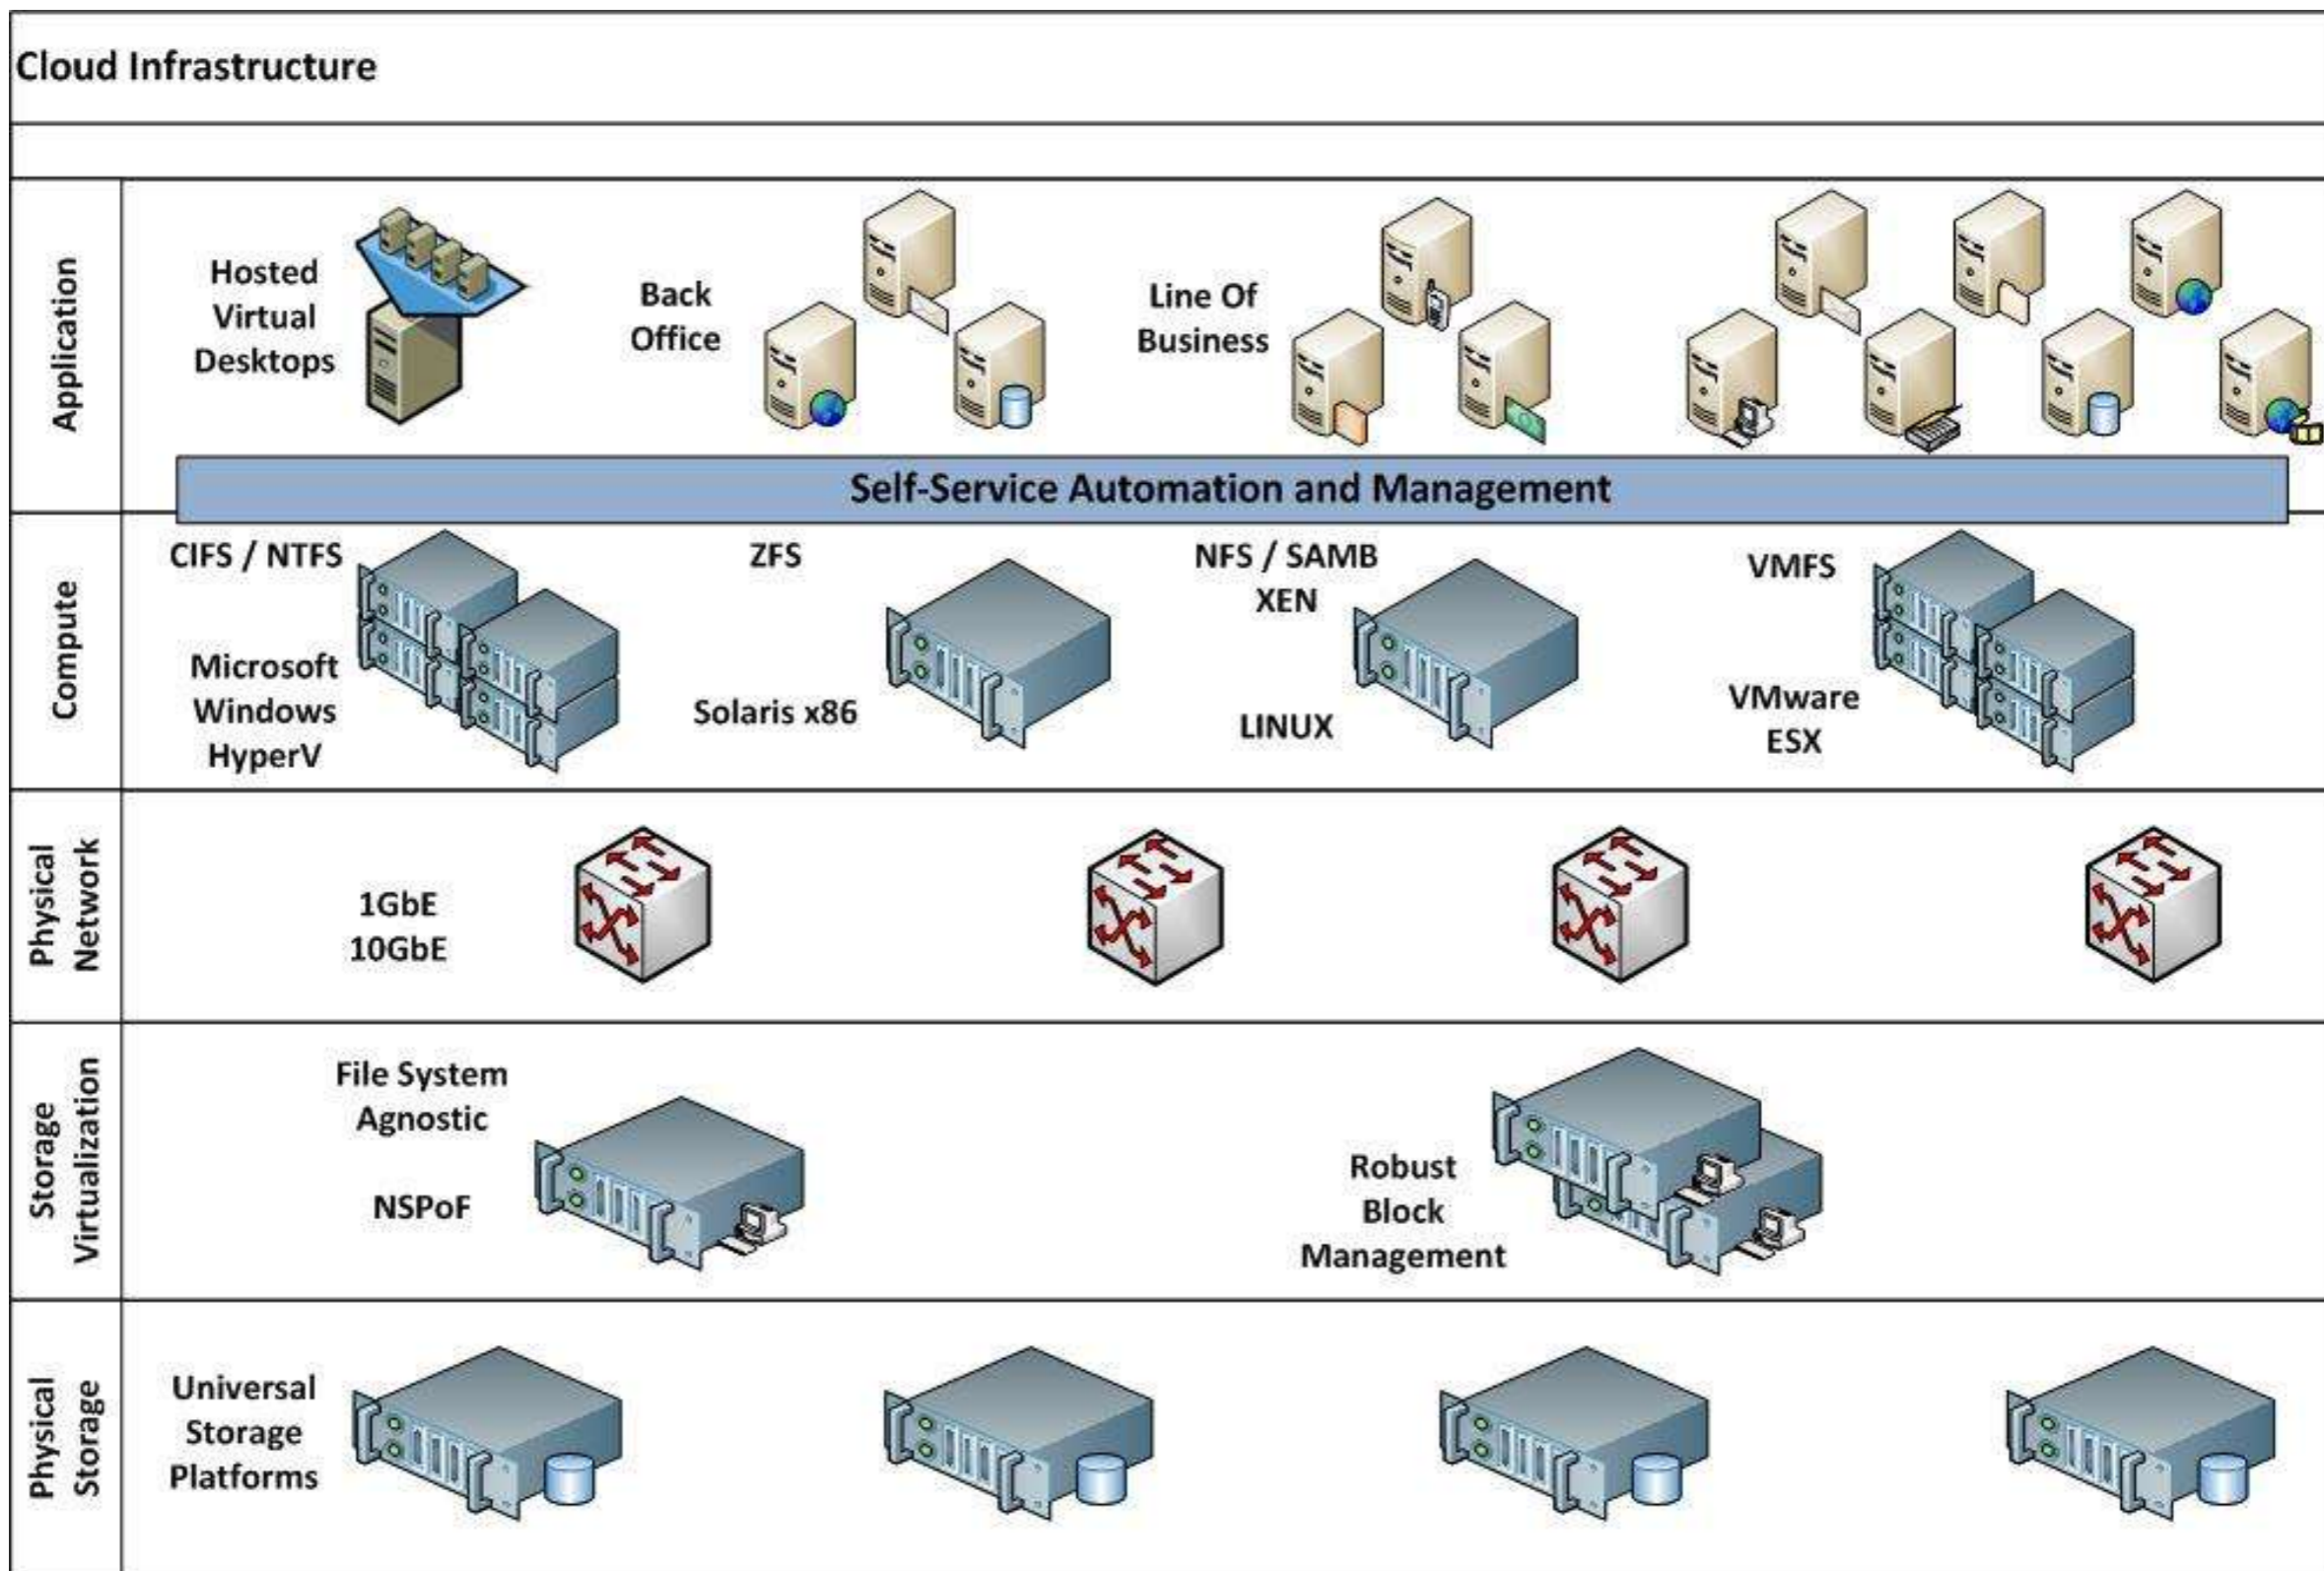 Cloud Infrastructure
Application
Hosted
Virtual
Desktops
Back
Office
Line Of
Business
Self-Service Automation and Management
Compute
CIFS / NTFS
Microsoft
Windows
HyperV
ZFS
Solaris x86
NFS / SAMB
XEN
LINUX
VMFS
VMware
ESX
Physical
Network
1GbE
10GbE
Storage
Virtualization
File System
Agnostic
NSPoF
Robust
Block
Management
Physical
Storage
Universal
Storage
Platforms